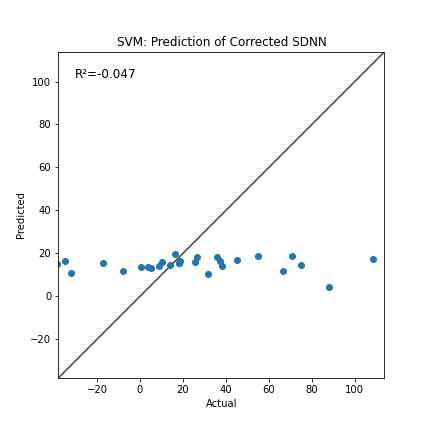 SVM: Prediction of Corrected SDNN
R²=-0.047
100
80
60
40
20
0
−20
Predicted
−20 0 20 40 60 80 100
Actual